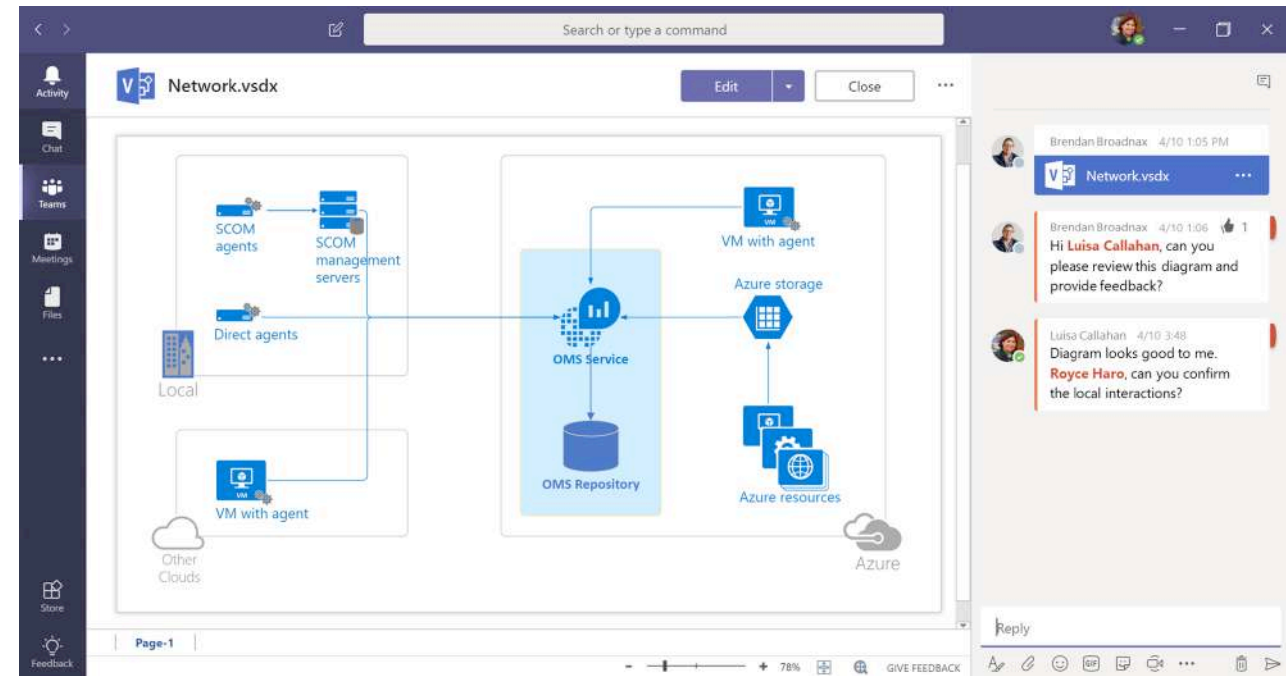 Search or type a command
Activity
Chat
Teams
Meetings
Files
Store
Feedback
Network.vsdx
Edit
Close
SCOM
agents
SCOM
management
servers
Direct agents
Local
VM
VM with agent
Other
Clouds
VM
VM with agent
Azure storage
OMS Service
OMS Repository
Azure resources
Azure
Page-1
78%
GIVE FEEDBACK
Brendan Broadnax 4/10 1:05 PM
Network.vsdx
Brendan Broadnax 4/10 1:06 1
Hi Luisa Callahan, can you
please review this diagram and
provide feedback?
Luisa Callahan 4/10 3:48
Diagram looks good to me.
Royce Haro, can you confirm
the local interactions?
Reply
GIF